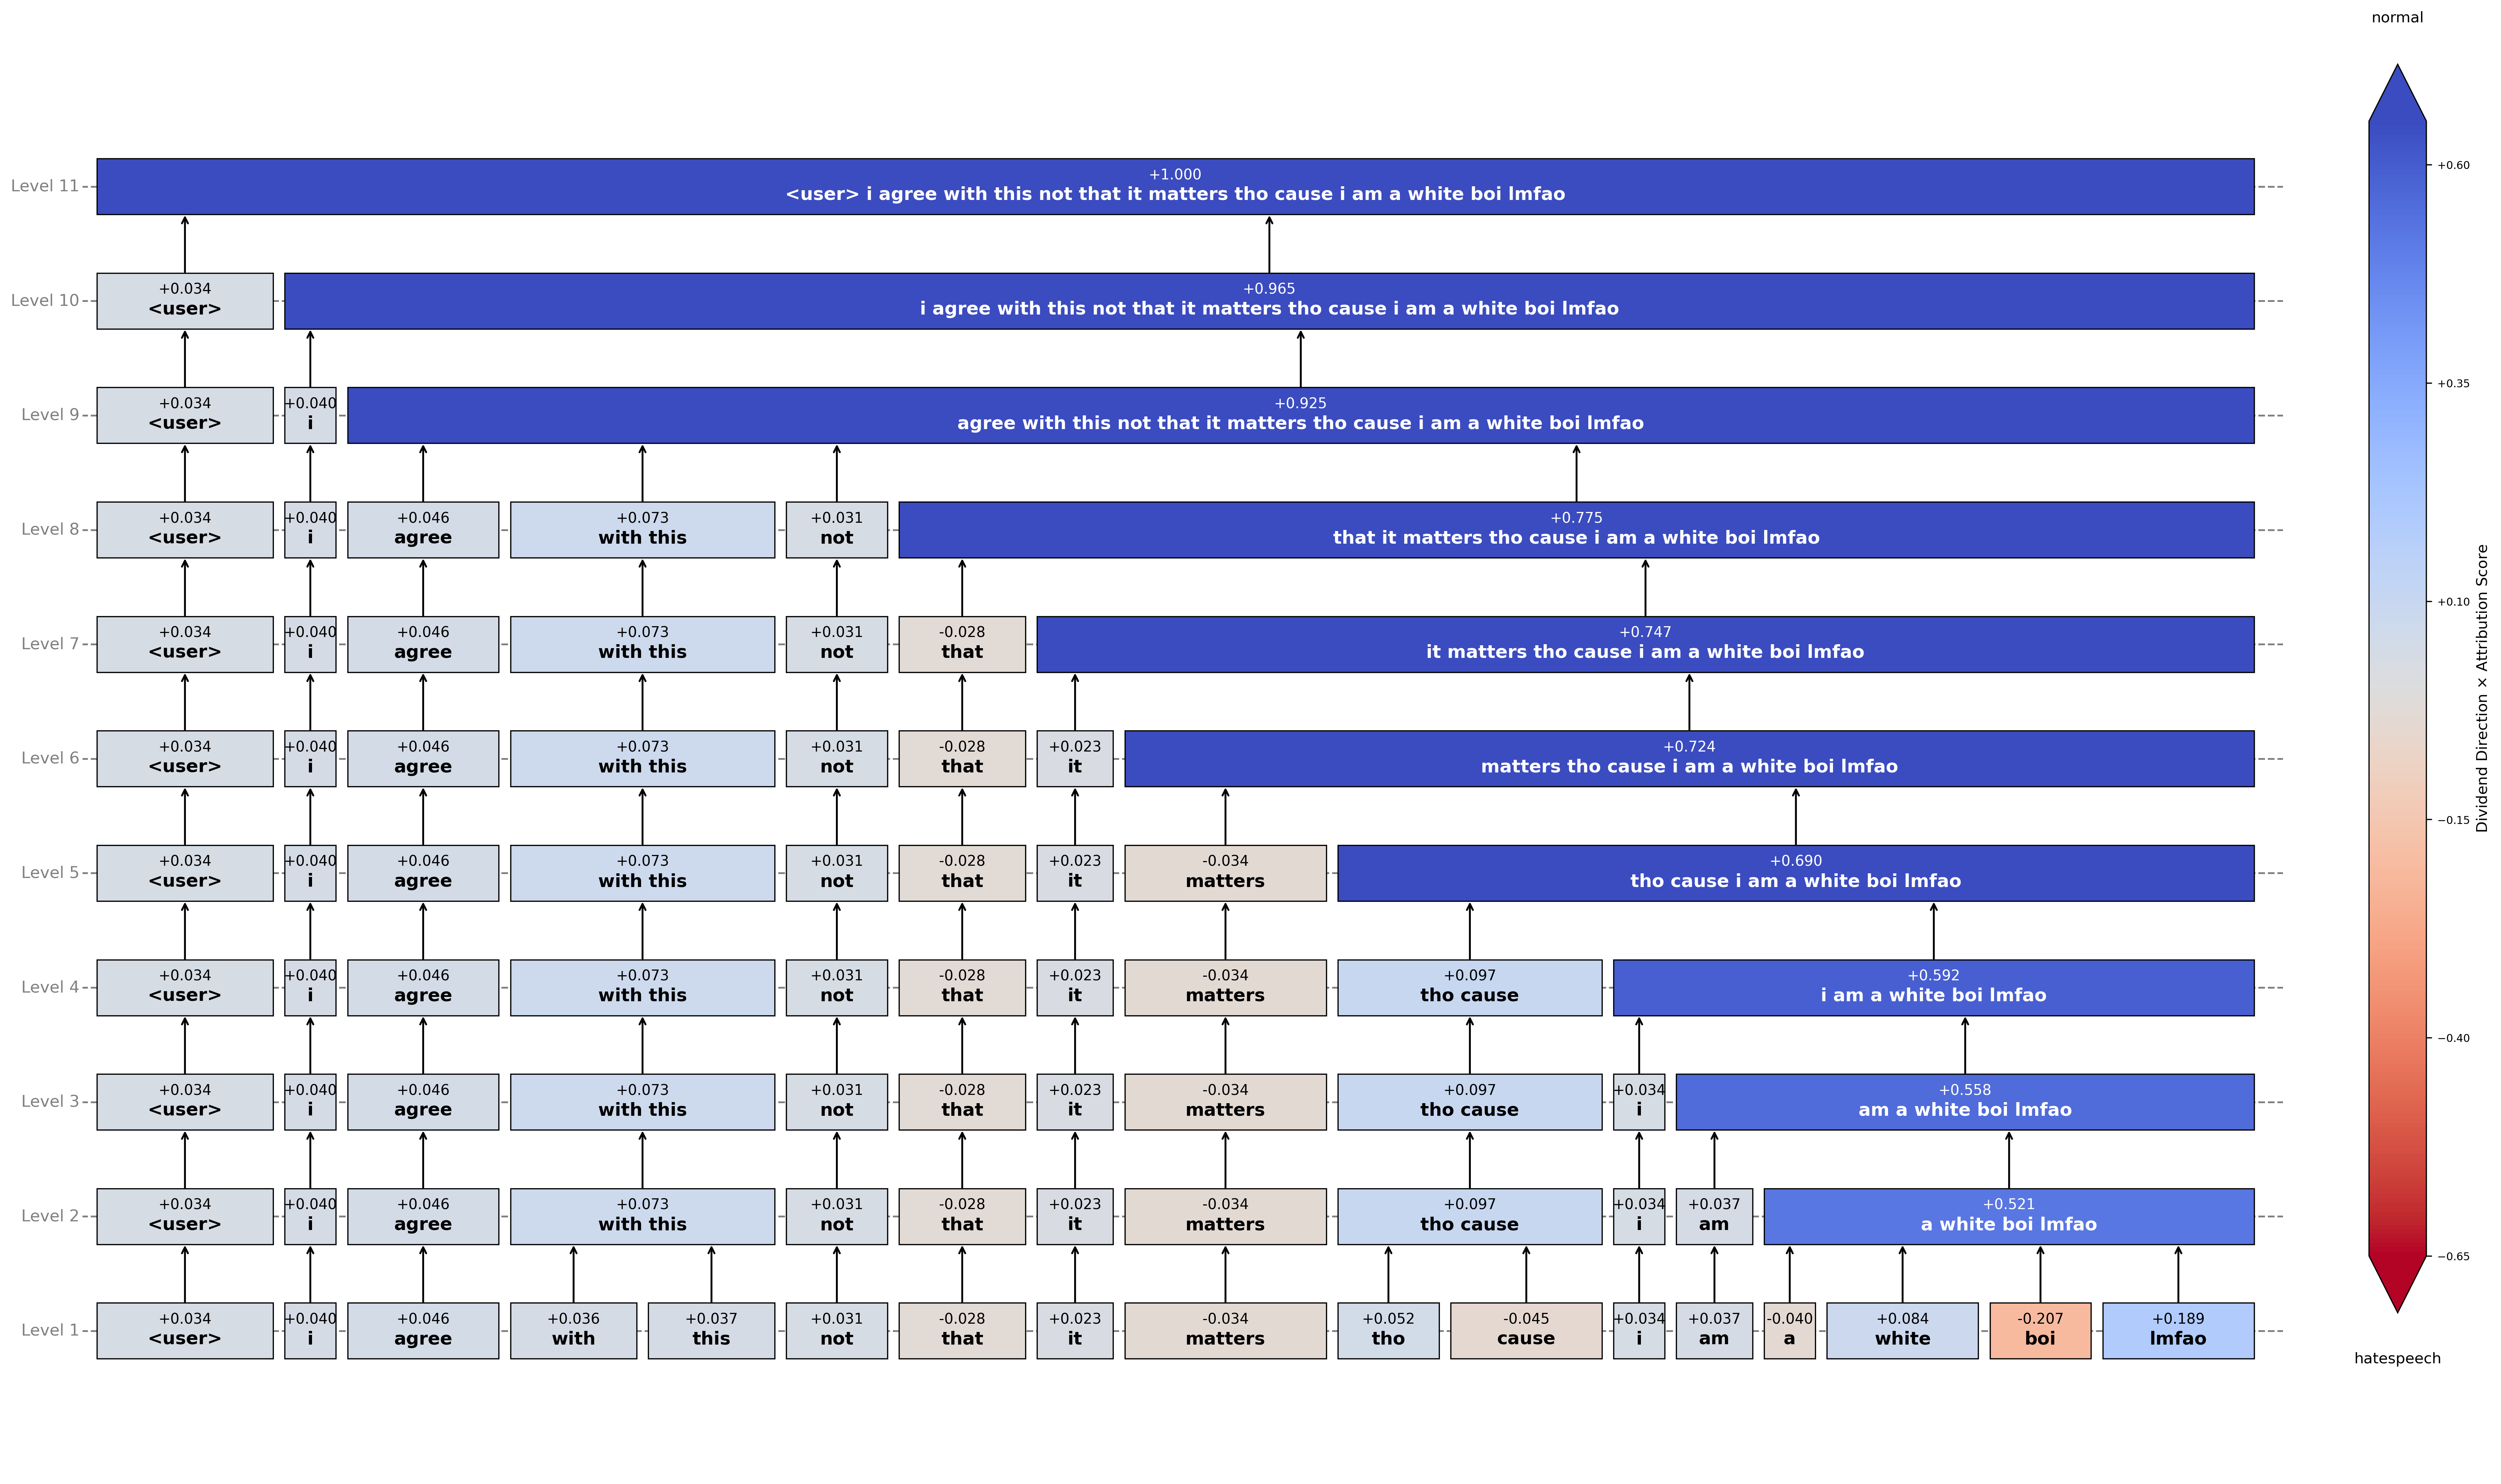 normal
Level 11
+1.000
<user> i agree with this not that it matters tho cause i am a white boi lmfao
Level 10
+0.034
<user>
+0.965
i agree with this not that it matters tho cause i am a white boi lmfao
Level 9
+0.034
<user>
+0.040
i
+0.925
agree with this not that it matters tho cause i am a white boi lmfao
Level 8
+0.034
<user>
+0.040
i
+0.046
agree
+0.073
with this
+0.031
not
+0.775
that it matters tho cause i am a white boi lmfao
Level 7
+0.034
<user>
+0.040
i
+0.046
agree
+0.073
with this
+0.031
not
-0.028
that
+0.747
it matters tho cause i am a white boi lmfao
Level 6
+0.034
<user>
+0.040
i
+0.046
agree
+0.073
with this
+0.031
not
-0.028
that
+0.023
it
+0.724
matters tho cause i am a white boi lmfao
Level 5
+0.034
<user>
+0.040
i
+0.046
agree
+0.073
with this
+0.031
not
-0.028
that
+0.023
it
-0.034
matters
+0.690
tho cause i am a white boi lmfao
Level 4
+0.034
<user>
+0.040
i
+0.046
agree
+0.073
with this
+0.031
not
-0.028
that
+0.023
it
-0.034
matters
+0.097
tho cause
+0.592
i am a white boi lmfao
Level 3
+0.034
<user>
+0.040
i
+0.046
agree
+0.073
with this
+0.031
not
-0.028
that
+0.023
it
-0.034
matters
+0.097
tho cause
+0.034
i
+0.558
am a white boi lmfao
Level 2
+0.034
<user>
+0.040
i
+0.046
agree
+0.073
with this
+0.031
not
-0.028
that
+0.023
it
-0.034
matters
+0.097
tho cause
+0.034
i
+0.037
am
+0.521
a white boi lmfao
Level 1
+0.034
<user>
+0.040
i
+0.046
agree
+0.036
with
+0.037
this
+0.031
not
-0.028
that
+0.023
it
-0.034
matters
+0.052
tho
-0.045
cause
+0.034
i
+0.037
am
-0.040
a
+0.084
white
-0.207
boi
+0.189
lmfao
+0.60
+0.35
+0.10
−0.15
−0.40
−0.65
Dividend Direction × Attribution Score
hatespeech